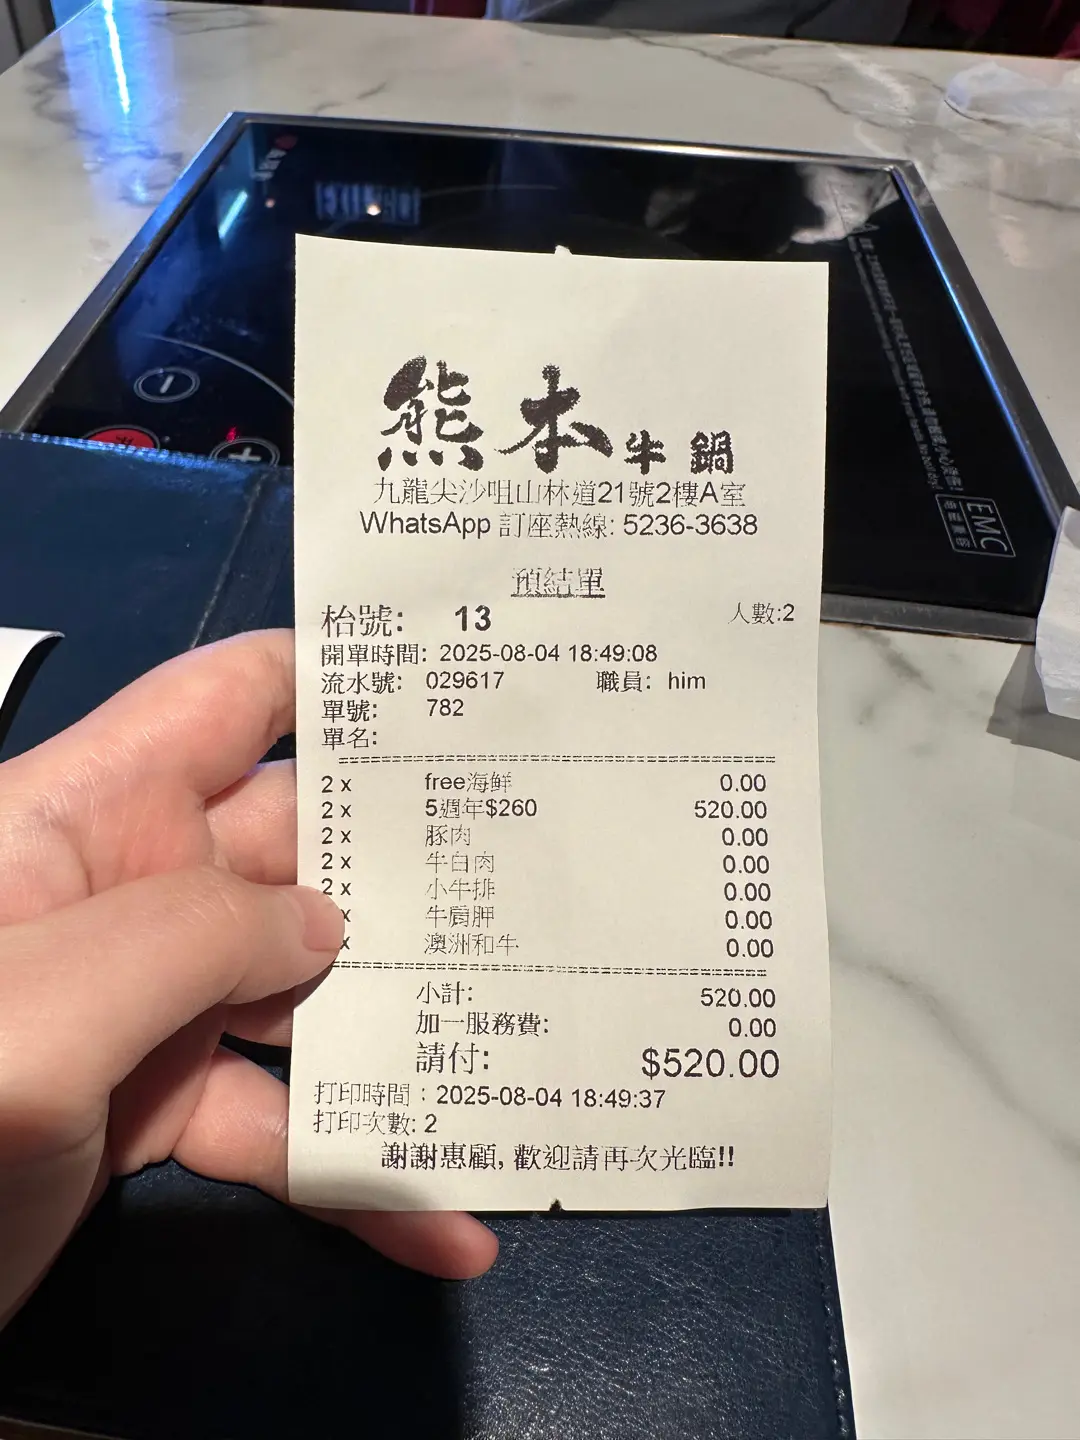 熊本牛鍋
九龍尖沙咀山林道21號2樓A室
WhatsApp 訂座熱線: 5236-3638
預結單
枱號: 13 人數:2
開單時間: 2025-08-04 18:49:08
流水號: 029617 職員: him
單號: 782
單名:
2 x free海鮮 0.00
2 x 5週年$260 520.00
2 x 豚肉 0.00
2 x 牛白肉 0.00
2 x 小牛排 0.00
x 牛肩胛 0.00
x 澳洲和牛 0.00
小計: 520.00
加一服務費: 0.00
請付: $520.00
打印時間：2025-08-04 18:49:37
打印次數: 2
謝謝惠顧, 歡迎請再次光臨!!
EMC